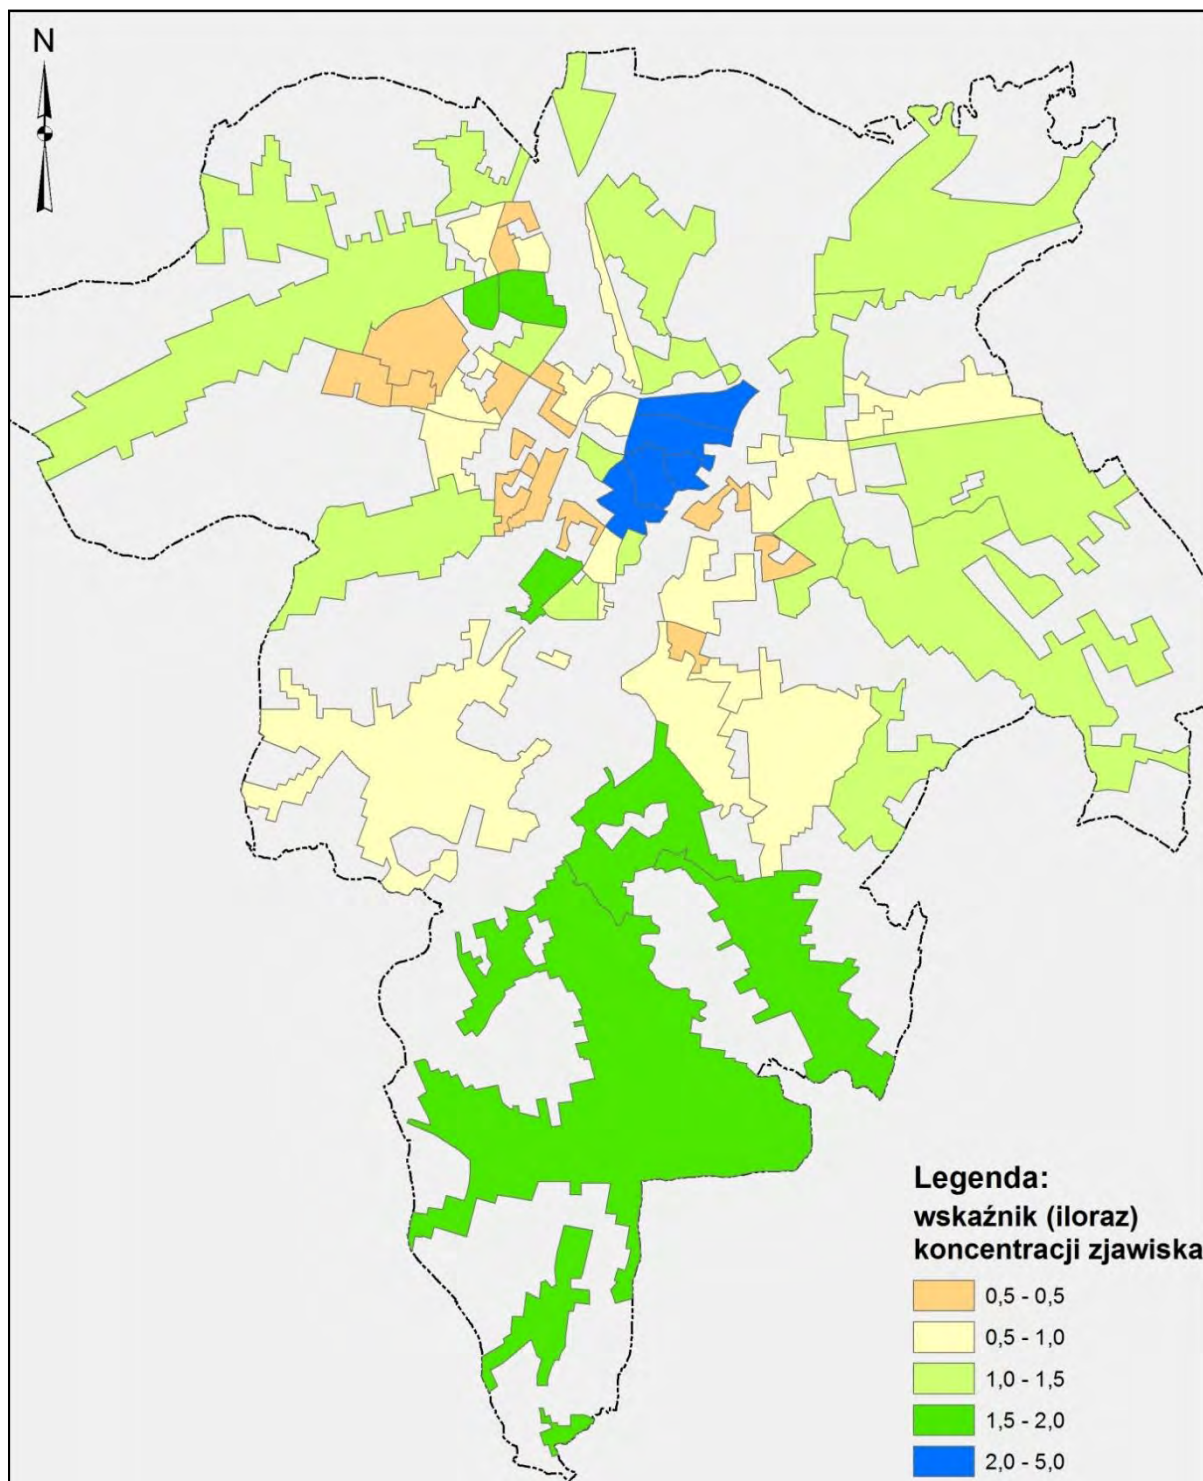 N
Legenda:
wskaźnik (iloraz)
koncentracji zjawiska
0,5 - 0,5
0,5 - 1,0
1,0 - 1,5
1,5 - 2,0
2,0 - 5,0